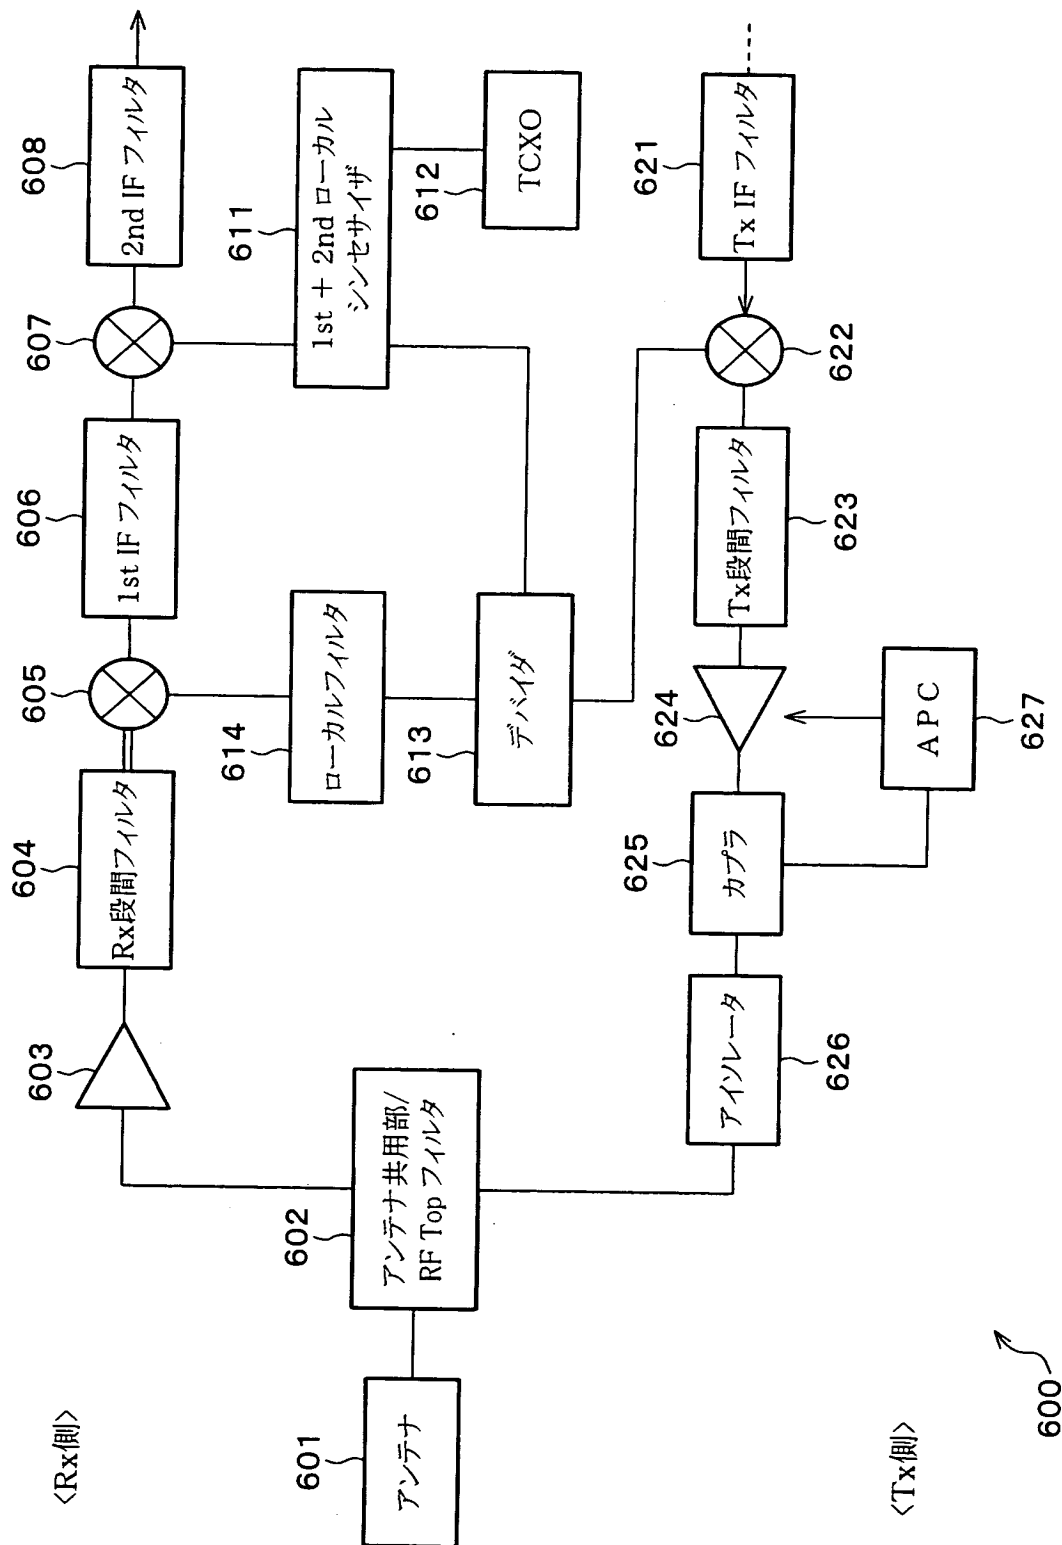 <Rx側>
601
アンテナ
602
アンテナ共用部/
RF Top フィルタ
603
604
Rx段間フィルタ
605
606
1st IF フィルタ
607
608
2nd IF フィルタ
614
ローカルフィルタ
613
デバイダ
611
1st + 2nd ローカル
シンセサイザ
612
TCXO
621
Tx IF フィルタ
622
623
Tx段間フィルタ
624
625
カプラ
626
アイソレータ
627
APC
<Tx側>
600